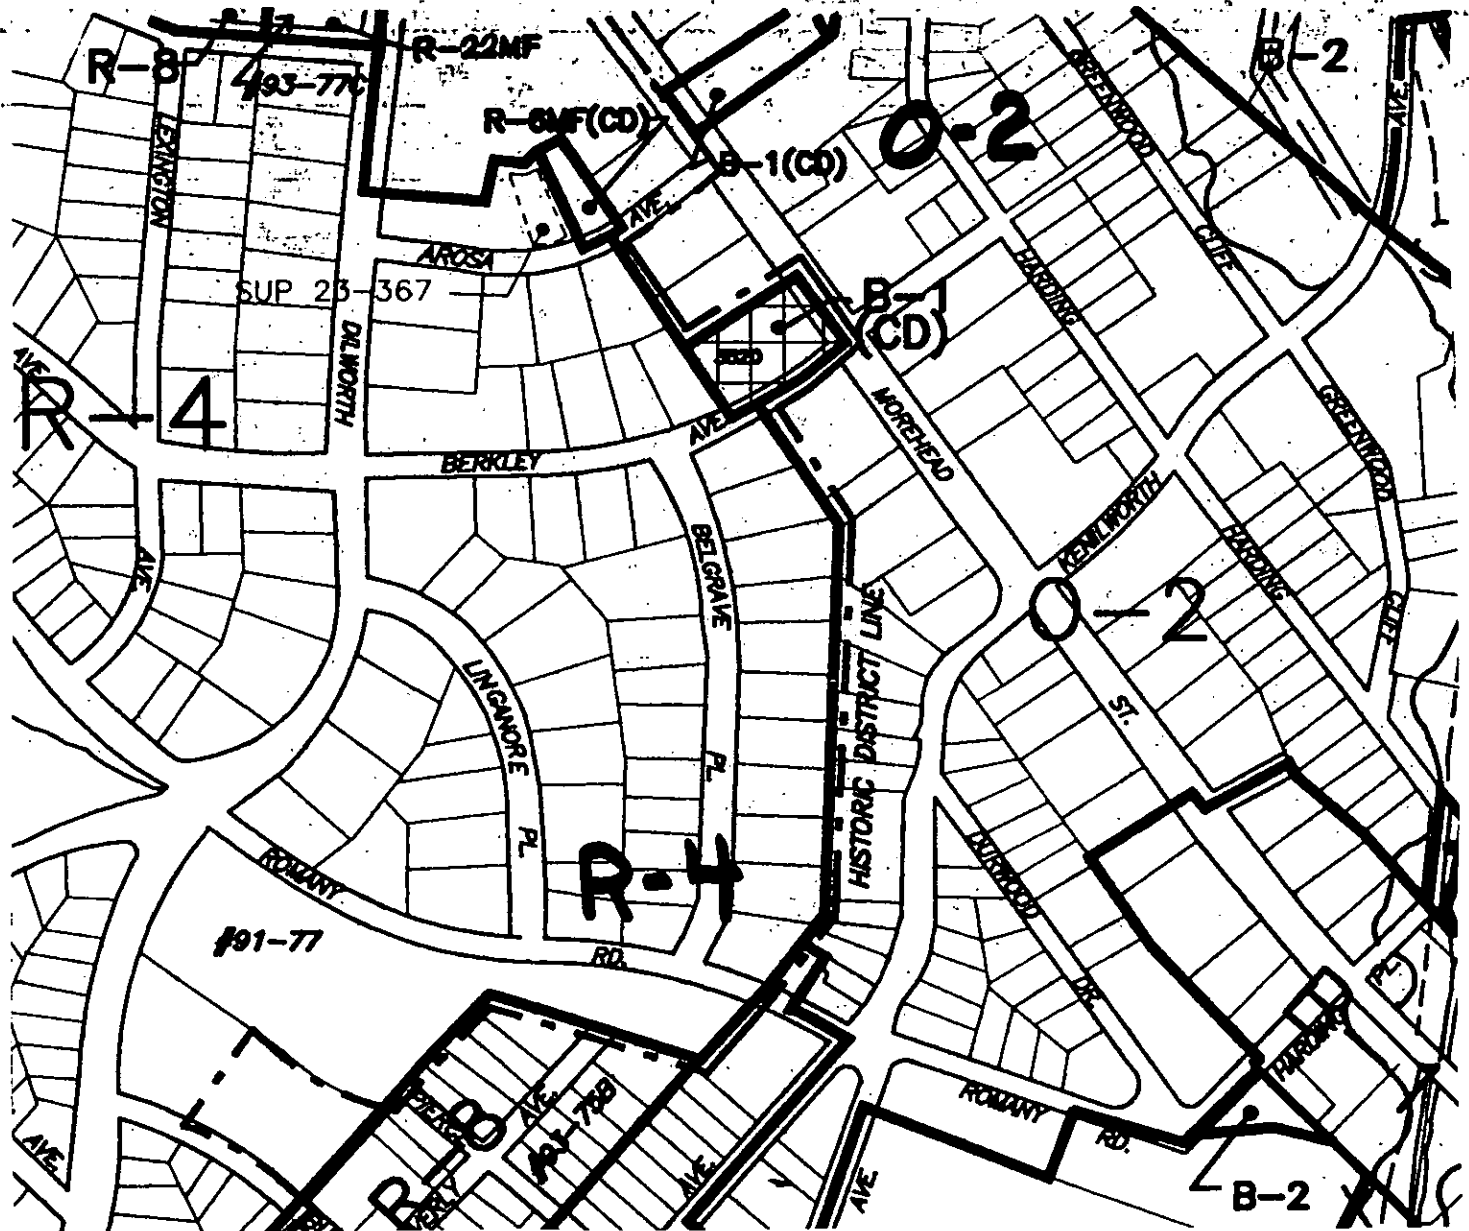 R-8
R-22MF
B-2
#93-77C
AVE.
GREENWOOD
R-6MF(CD)
O-2
LEXINGTON
B-1(CD)
AVE.
AROSA
CLIFF
HARDING
SUP 23-367
B-1
(CD)
DILWORTH
AVE.
R-4
MOREHEAD
GREENWOOD
AVE.
BERKLEY
KENILWORTH
BELGRAVE
HARDING
AVE.
O-2
CLIFF
HISTORIC DISTRICT LINE
LINGANORE
ST.
PL.
PL.
DURWOOD
R-4
ROMANY
#91-77
RD.
DR.
PL.
HARDING
ROMANY
AVE.
RD.
AVE.
R-8
AVE.
AVE.
B-2